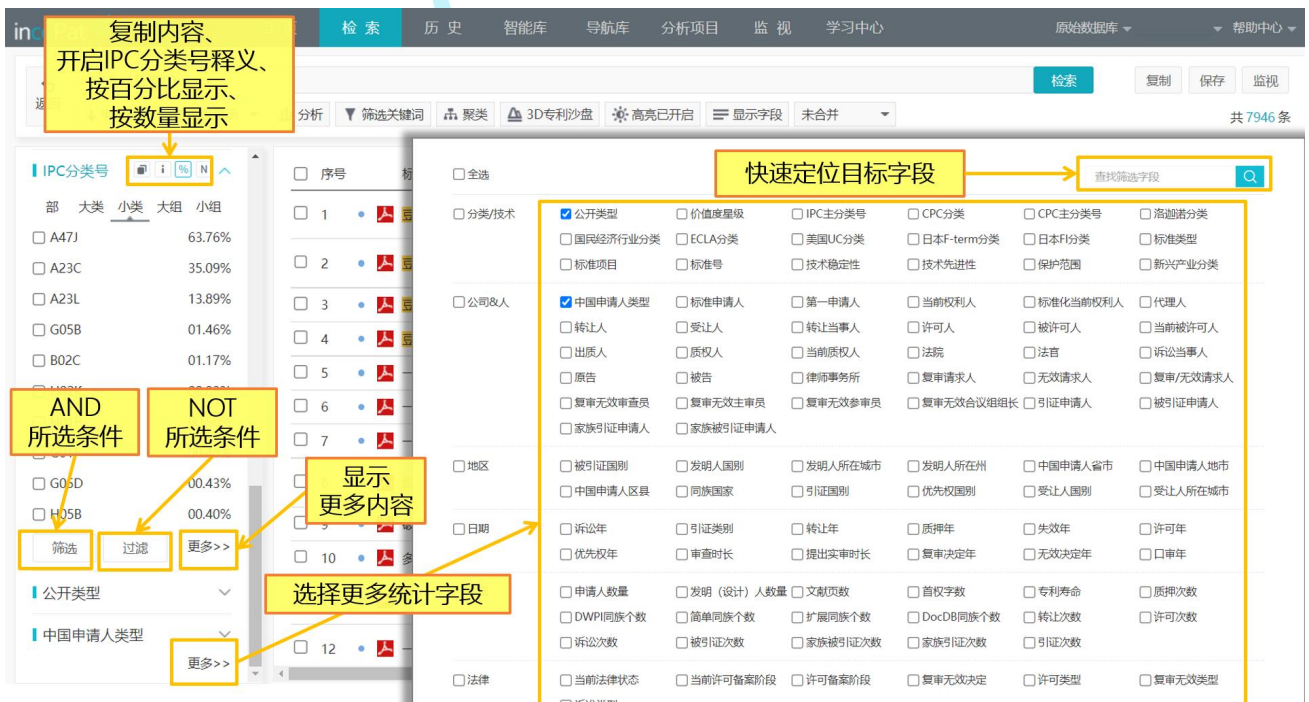 inc
复制内容、
开启IPC分类号释义、
按百分比显示、
按数量显示
检 索
历 史
智能库
导航库
分析项目
监 视
学习中心
原始数据库
帮助中心
检索
复制
保存
监视
分析
筛选关键词
聚类
3D专利沙盘
高亮已开启
显示字段
未合并
共 7946 条
IPC分类号
i
%
N
部 大类 小类 大组 小组
A47J 63.76%
A23C 35.09%
A23L 13.89%
G05B 01.46%
B02C 01.17%
AND
所选条件
NOT
所选条件
G05D 00.43%
H05B 00.40%
筛选
过滤
更多>>
显示
更多内容
公开类型
中国申请人类型
更多>>
选择更多统计字段
序号
1
2
3
4
5
6
7
9
10
多
12
快速定位目标字段
查找筛选字段
全选
分类/技术
公开类型 价值度星级 IPC主分类号 CPC分类 CPC主分类号 洛迦诺分类
国民经济行业分类 ECLA分类 美国UC分类 日本F-term分类 日本FI分类 标准类型
标准项目 标准号 技术稳定性 技术先进性 保护范围 新兴产业分类
公司&人
中国申请人类型 标准申请人 第一申请人 当前权利人 标准化当前权利人 代理人
转让人 受让人 转让当事人 许可人 被许可人 当前被许可人
出质人 质权人 当前质权人 法院 法官 诉讼当事人
原告 被告 律师事务所 复审请求人 无效请求人 复审/无效请求人
复审无效审查员 复审无效主审员 复审无效参审员 复审无效合议组组长 引证申请人 被引证申请人
家族引证申请人 家族被引证申请人
地区
被引证国别 发明人国别 发明人所在城市 发明人所在州 中国申请人省市 中国申请人地市
中国申请人区县 同族国家 引证国别 优先权国别 受让人国别 受让人所在城市
日期
诉讼年 引证类别 转让年 质押年 失效年 许可年
优先权年 审查时长 提出实审时长 复审决定年 无效决定年 口审年
申请人数量 发明（设计）人数量 文献页数 首权字数 专利寿命 质押次数
DWPI同族个数 简单同族个数 扩展同族个数 DocDB同族个数 转让次数 许可次数
诉讼次数 被引证次数 家族被引证次数 家族引证次数 引证次数
法律
当前法律状态 当前许可备案阶段 许可备案阶段 复审无效决定 许可类型 复审无效类型